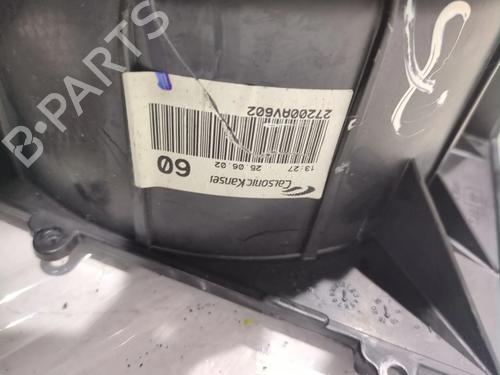 B-PARTS
27200AV602
13:27
25.06.02
60
Calsonic Kansei